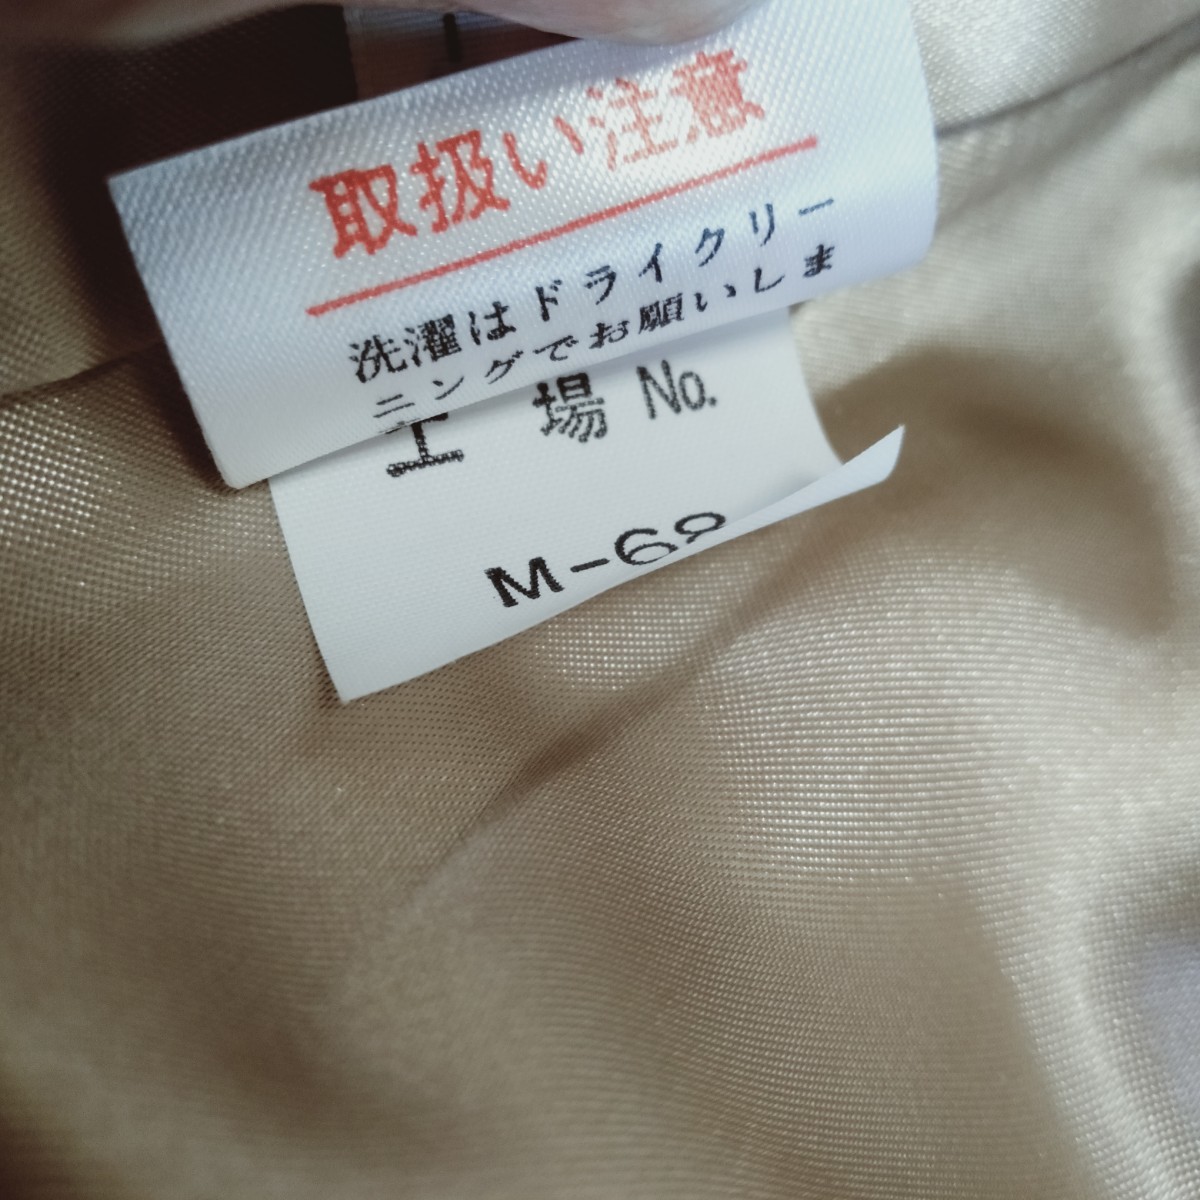 取扱い注意
洗濯はドライクリー
ニングでお願いしま
工場 No.
M-68